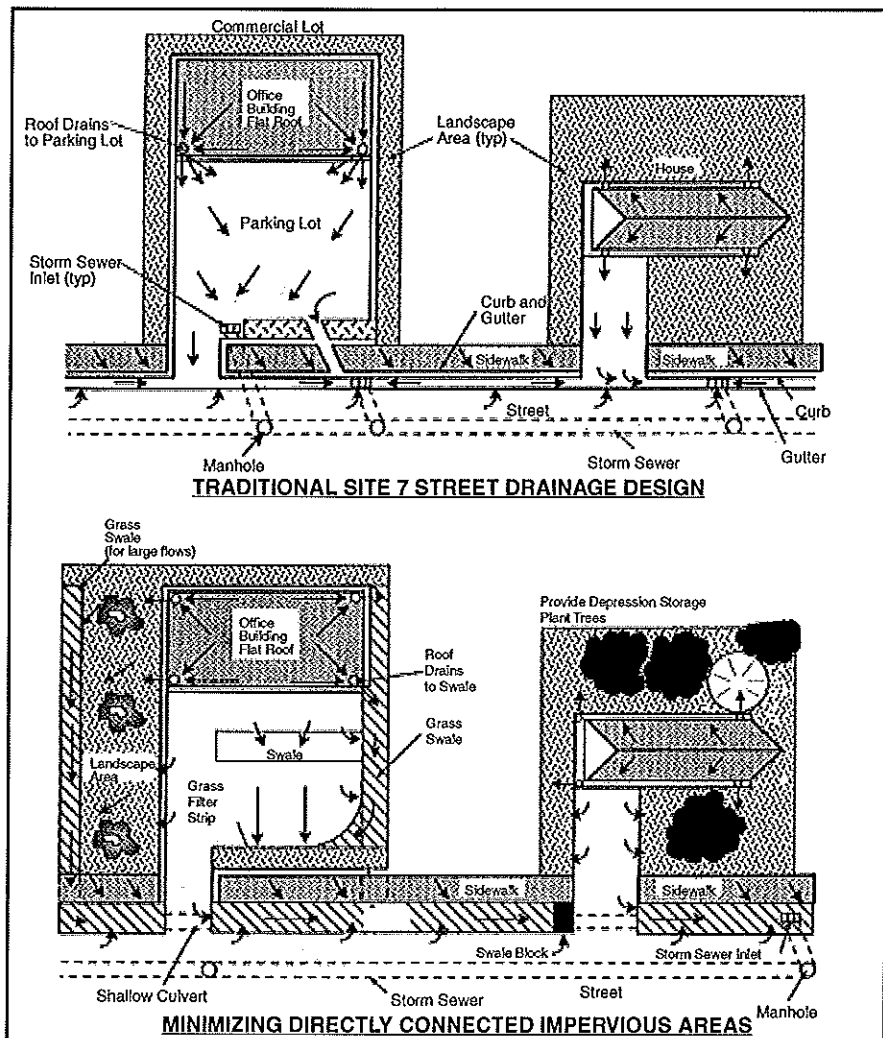 Commercial Lot
Office
Building
Flat Roof
Roof Drains
to Parking Lot
Landscape
Area (typ)
House
Parking Lot
Storm Sewer
Inlet (typ)
Curb and
Gutter
Sidewalk
Sidewalk
Street
Curb
Manhole
Storm Sewer
Gutter
TRADITIONAL SITE 7 STREET DRAINAGE DESIGN
Grass
Swale
(for large flows)
Provide Depression Storage
Plant Trees
Office
Building
Flat Roof
Roof
Drains
to Swale
Grass
Swale
Swale
Landscape
Area
Grass
Filter
Strip
Sidewalk
Sidewalk
Swale Block
Storm Sewer Inlet
Shallow Culvert
Storm Sewer
Street
Manhole
MINIMIZING DIRECTLY CONNECTED IMPERVIOUS AREAS